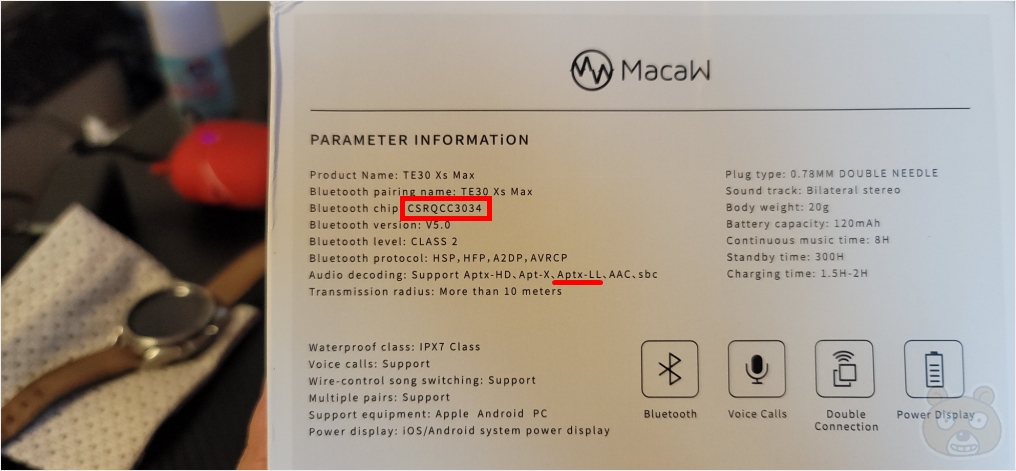 MacaW
PARAMETER INFORMATiON
Product Name: TE30 Xs Max
Bluetooth pairing name: TE30 Xs Max
Bluetooth chip: CSRQCC3034
Bluetooth version: V5.0
Bluetooth level: CLASS 2
Bluetooth protocol: HSP,HFP,A2DP,AVRCP
Audio decoding: Support Aptx-HD、Apt-X、Aptx-LL、AAC、sbc
Transmission radius: More than 10 meters
Plug type: 0.78MM DOUBLE NEEDLE
Sound track: Bilateral stereo
Body weight: 20g
Battery capacity: 120mAh
Continuous music time: 8H
Standby time: 300H
Charging time: 1.5H-2H
Waterproof class: IPX7 Class
Voice calls: Support
Wire-control song switching: Support
Multiple pairs: Support
Support equipment: Apple Android PC
Power display: iOS/Android system power display
Bluetooth
Voice Calls
Double
Connection
Power Display